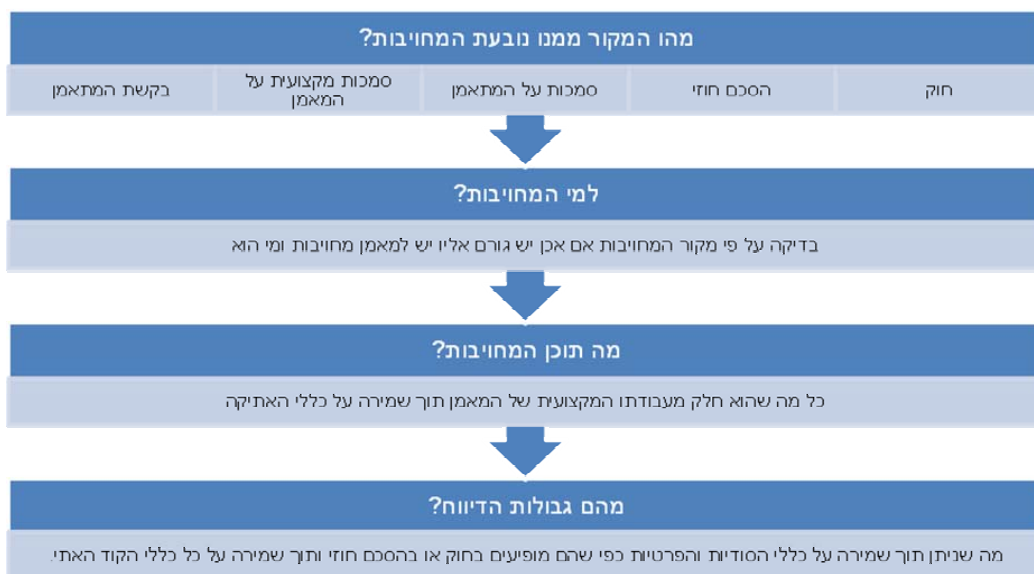 מהו המקור ממנו נובעת המחויבות?
חוק
הסכם חוזי
סמכות על המתאמן
סמכות מקצועית על
המאמן
בקשת המתאמן
למי המחויבות?
בדיקה על פי מקור המחויבות אם אכן יש גורם אליו יש למאמן מחויבות ומי הוא
מה תוכן המחויבות?
כל מה שהוא חלק מעבודתו המקצועית של המאמן תוך שמירה על כללי האתיקה
מהם גבולות הדיווח?
מה שניתן תוך שמירה על כללי הסודיות והפרטיות כפי שהם מופיעים בחוק או בהסכם חוזי ותוך שמירה על כל כללי הקוד האתי.